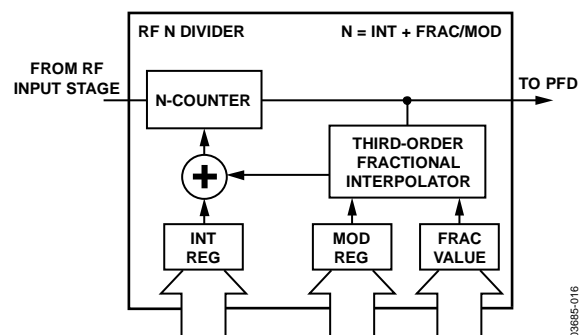 RF N DIVIDER
N = INT + FRAC/MOD
FROM RF
INPUT STAGE
TO PFD
N-COUNTER
THIRD-ORDER
FRACTIONAL
INTERPOLATOR
+
INT
REG
MOD
REG
FRAC
VALUE
03685-016